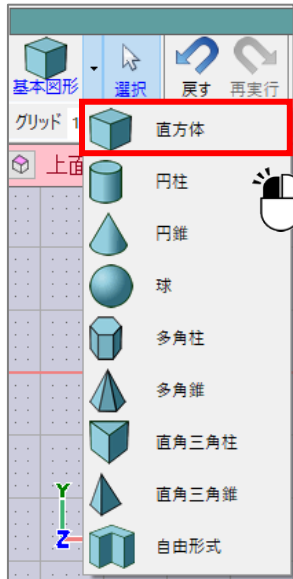 基本図形 選択 戻す 再実行
グリッド 1
上面
直方体
円柱
円錐
球
多角柱
多角錐
直角三角柱
直角三角錐
自由形式
Y
Z